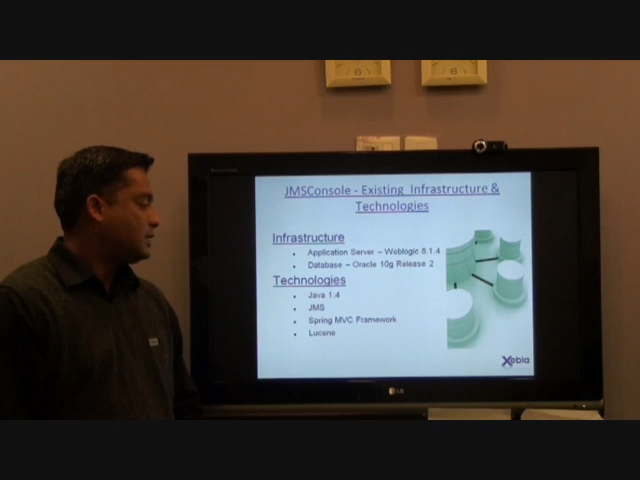 JMSConsole - Existing Infrastructure &
Technologies
Infrastructure
• Application Server – Weblogic 8.1.4
• Database – Oracle 10g Release 2
Technologies
• Java 1.4
• JMS
• Spring MVC Framework
• Lucene
Xebia
LG